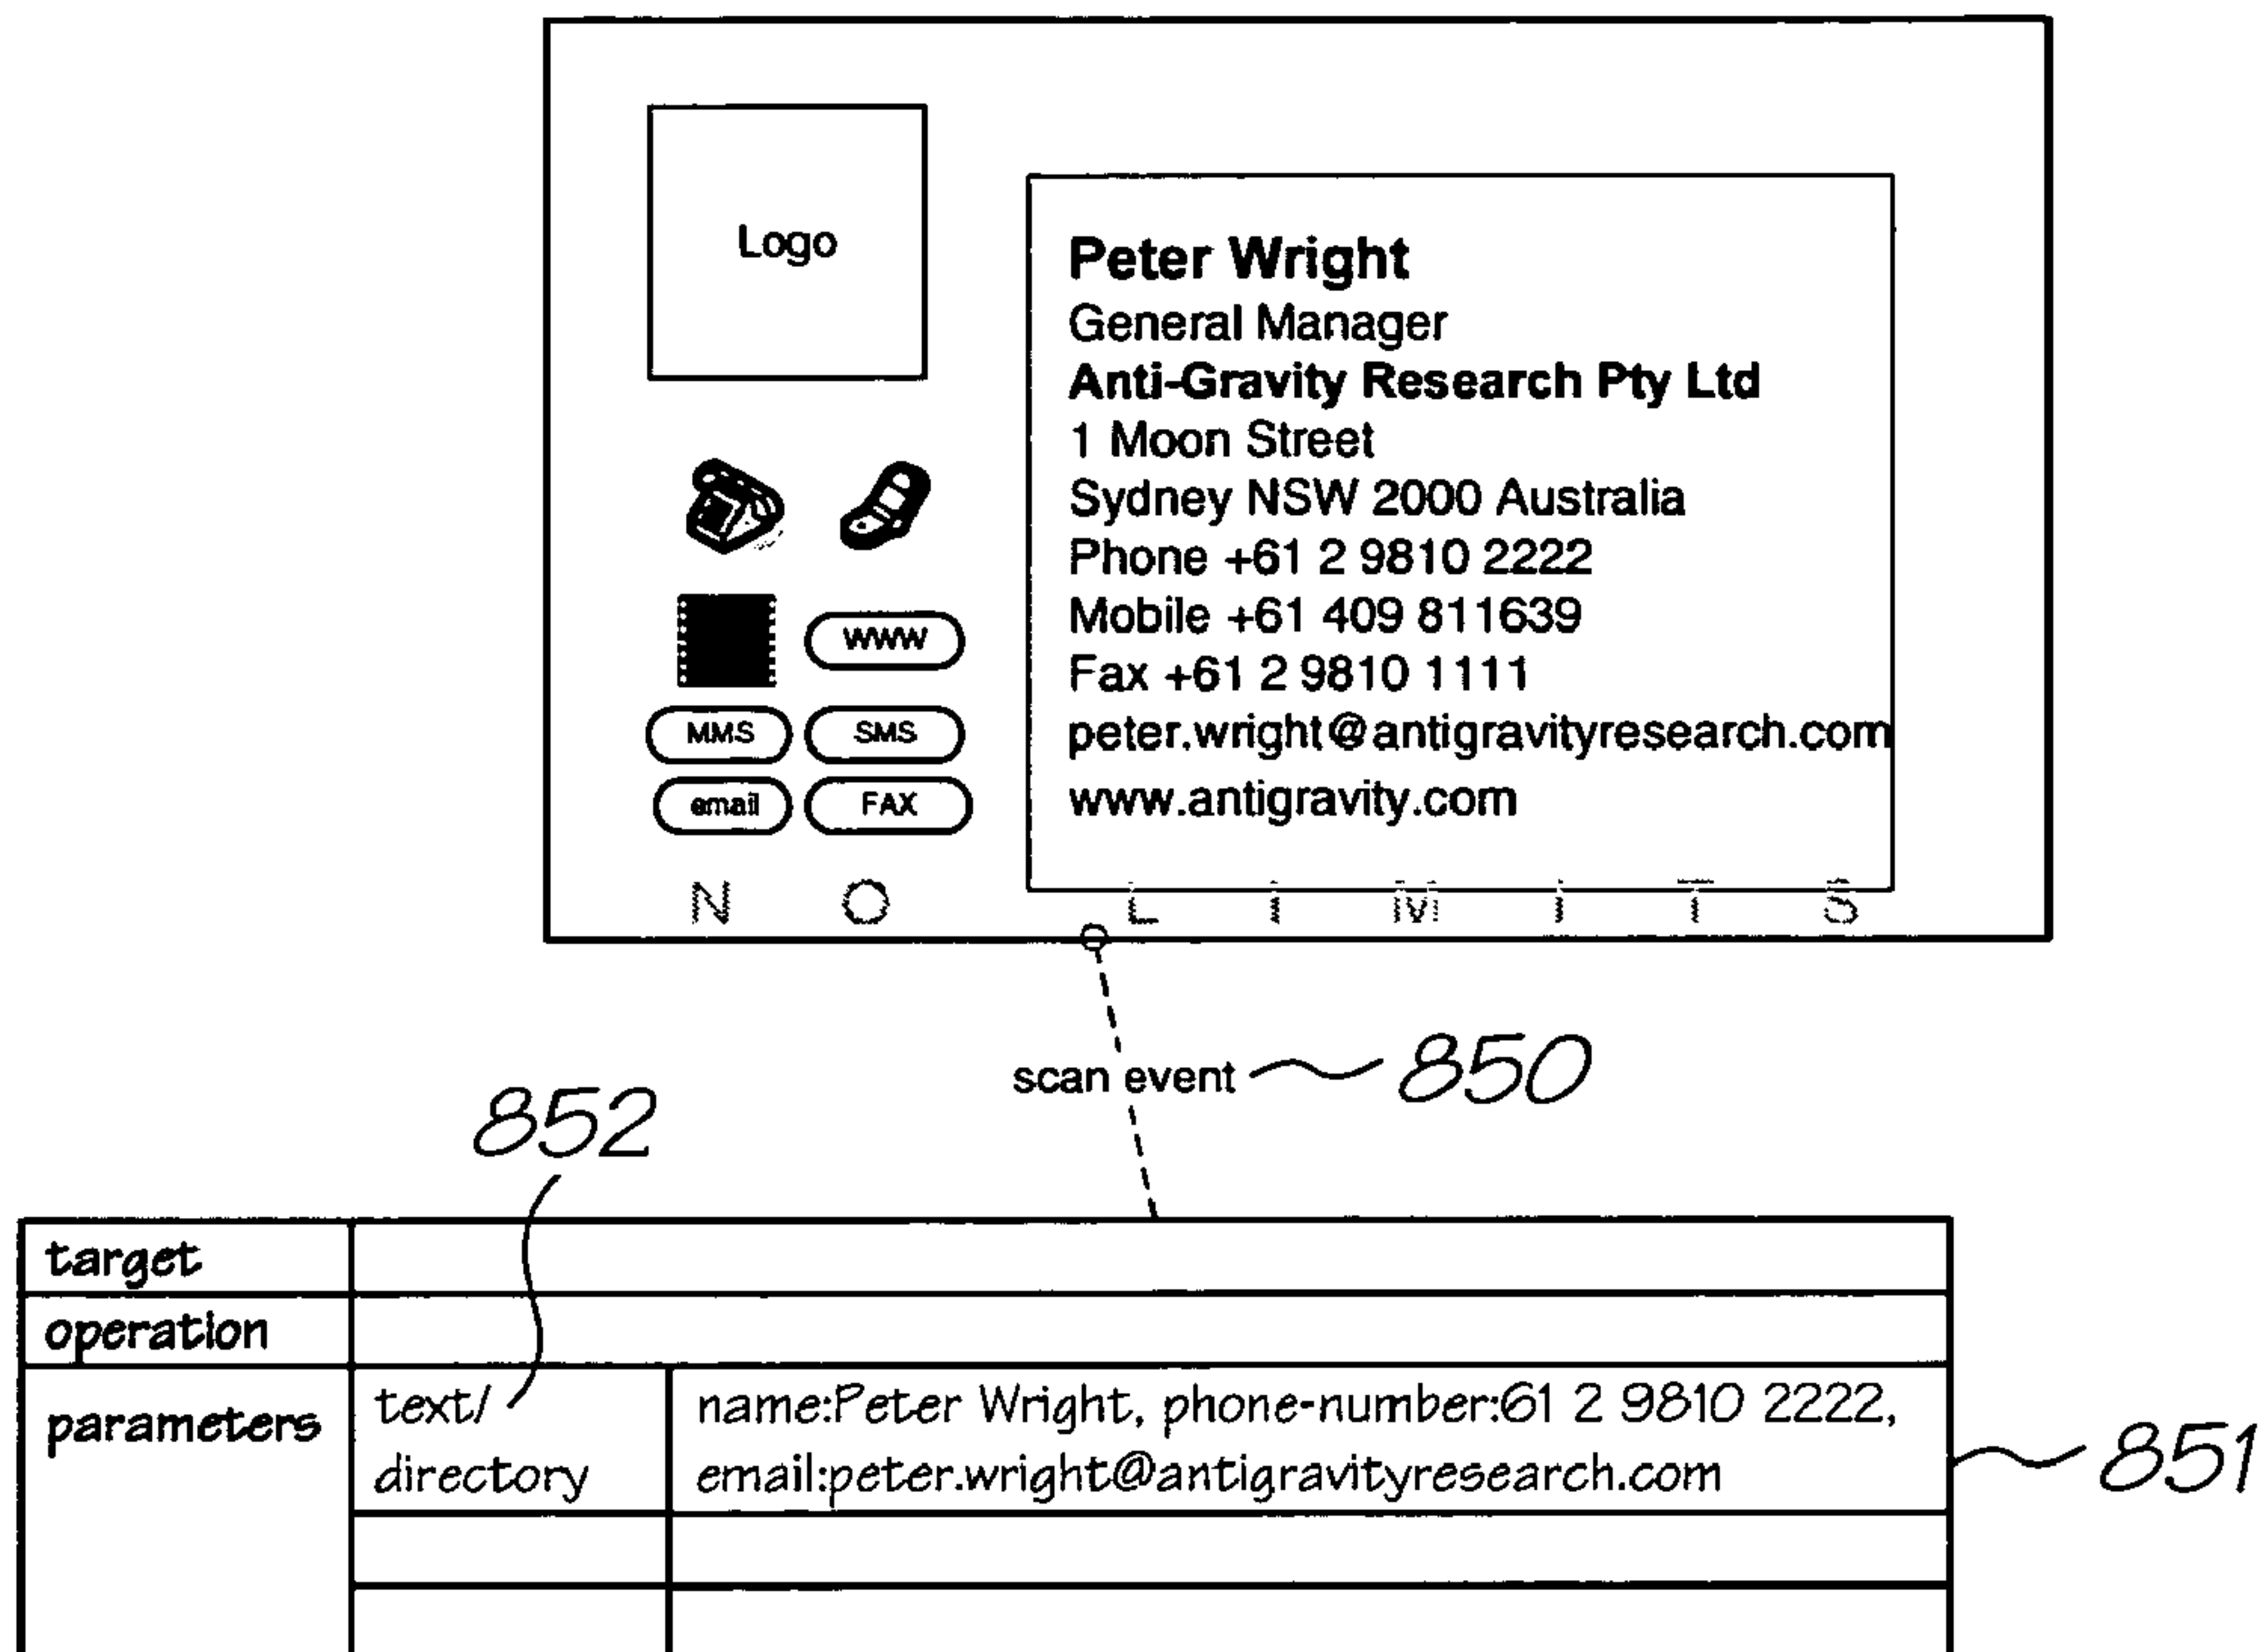 Logo
Peter Wright
General Manager
Anti-Gravity Research Pty Ltd
1 Moon Street
Sydney NSW 2000 Australia
Phone +61 2 9810 2222
Mobile +61 409 811639
Fax +61 2 9810 1111
peter.wright@antigravityresearch.com
www.antigravity.com
WWW
MMS SMS
email FAX
N O L I M I T S
scan event 850
852
target
operation
parameters
text/ name:Peter Wright, phone-number:61 2 9810 2222,
directory email:peter.wright@antigravityresearch.com
851